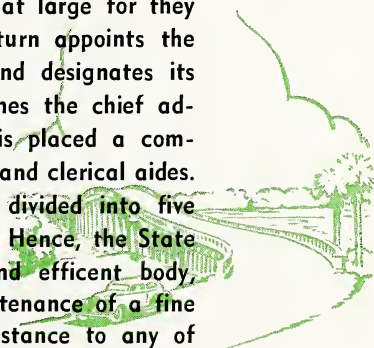 at large for they
turn appoints the
nd designates its
nes the chief ad-
is placed a com-
and clerical aides.
divided into five
Hence, the State
nd efficent body,
tenance of a fine
stance to any of